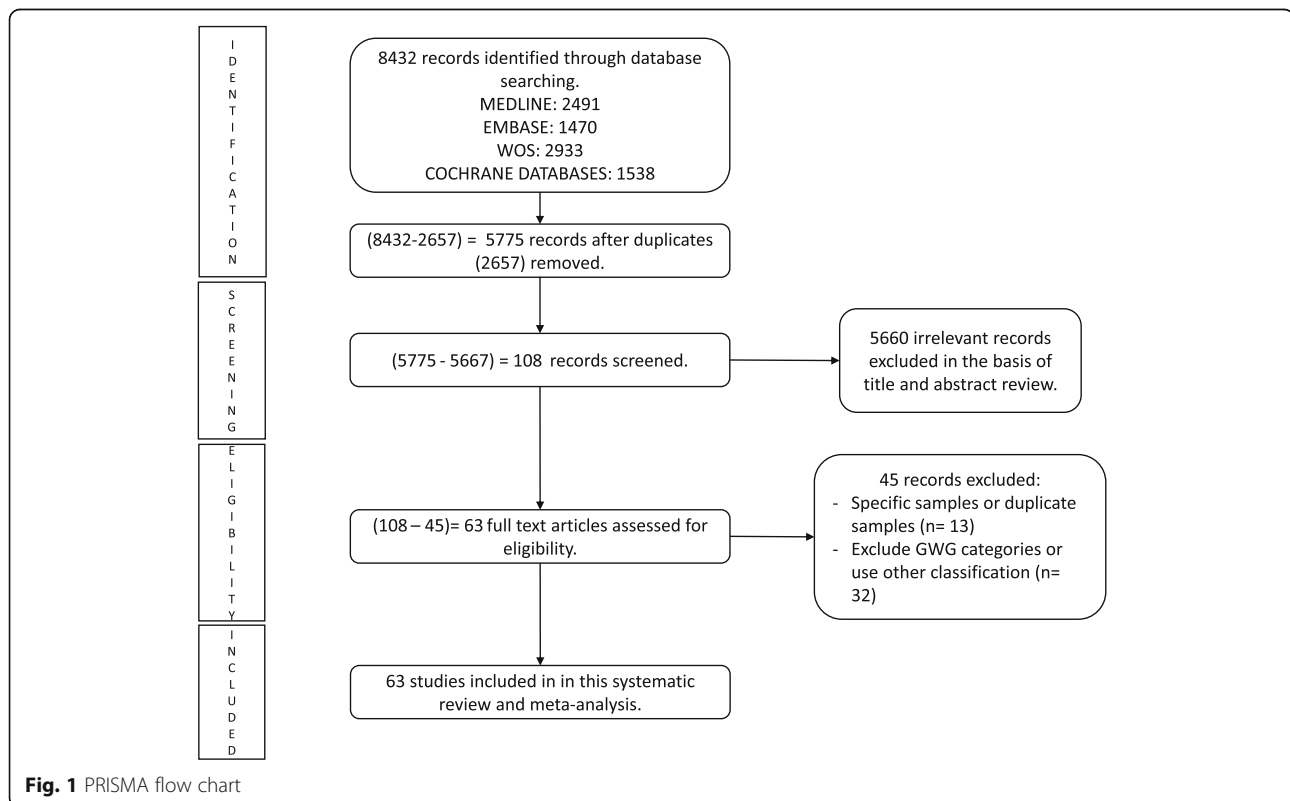 IDENTIFICATION
8432 records identified through database
searching.
MEDLINE: 2491
EMBASE: 1470
WOS: 2933
COCHRANE DATABASES: 1538
(8432-2657) = 5775 records after duplicates
(2657) removed.
SCREENING
(5775 - 5667) = 108 records screened.
5660 irrelevant records
excluded in the basis of
title and abstract review.
ELIGIBILITY
(108 – 45)= 63 full text articles assessed for
eligibility.
45 records excluded:
- Specific samples or duplicate
samples (n= 13)
- Exclude GWG categories or
use other classification (n=
32)
INCLUDED
63 studies included in in this systematic
review and meta-analysis.
Fig. 1 PRISMA flow chart